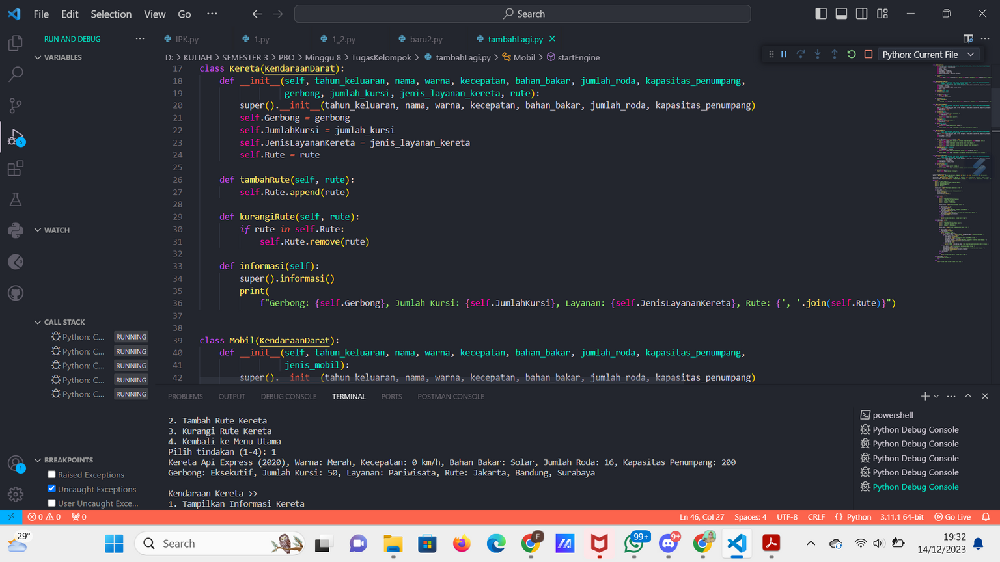 File Edit Selection View Go ··· Search
RUN AND DEBUG ···
IPK.py 1.py 1_2.py baru2.py tambahLagi.py
D: > KULIAH > SEMESTER 3 > PBO > Minggu 8 > TugasKelompok > tambahLagi.py > Mobil > startEngine
Python: Current File
VARIABLES
WATCH
CALL STACK
Python: C... RUNNING
Python: C... RUNNING
Python: C... RUNNING
Python: C... RUNNING
Python: C... RUNNING
BREAKPOINTS
Raised Exceptions
Uncaught Exceptions
User Uncaught Exce...
5
1
17 class Kereta(KendaraanDarat):
18 def __init__(self, tahun_keluaran, nama, warna, kecepatan, bahan_bakar, jumlah_roda, kapasitas_penumpang,
19 gerbong, jumlah_kursi, jenis_layanan_kereta, rute):
20 super().__init__(tahun_keluaran, nama, warna, kecepatan, bahan_bakar, jumlah_roda, kapasitas_penumpang)
21 self.Gerbong = gerbong
22 self.JumlahKursi = jumlah_kursi
23 self.JenisLayananKereta = jenis_layanan_kereta
24 self.Rute = rute
25
26 def tambahRute(self, rute):
27 self.Rute.append(rute)
28
29 def kurangiRute(self, rute):
30 if rute in self.Rute:
31 self.Rute.remove(rute)
32
33 def informasi(self):
34 super().informasi()
35 print(
36 f"Gerbong: {self.Gerbong}, Jumlah Kursi: {self.JumlahKursi}, Layanan: {self.JenisLayananKereta}, Rute: {', '.join(self.Rute)}")
37
38
39 class Mobil(KendaraanDarat):
40 def __init__(self, tahun_keluaran, nama, warna, kecepatan, bahan_bakar, jumlah_roda, kapasitas_penumpang,
41 jenis_mobil):
42 super().__init__(tahun_keluaran, nama, warna, kecepatan, bahan_bakar, jumlah_roda, kapasitas_penumpang)
PROBLEMS OUTPUT DEBUG CONSOLE TERMINAL PORTS POSTMAN CONSOLE
2. Tambah Rute Kereta
3. Kurangi Rute Kereta
4. Kembali ke Menu Utama
Pilih tindakan (1-4): 1
Kereta Api Express (2020), Warna: Merah, Kecepatan: 0 km/h, Bahan Bakar: Solar, Jumlah Roda: 16, Kapasitas Penumpang: 200
Gerbong: Eksekutif, Jumlah Kursi: 50, Layanan: Pariwisata, Rute: Jakarta, Bandung, Surabaya
Kendaraan Kereta >>
1. Tampilkan Informasi Kereta
powershell
Python Debug Console
Python Debug Console
Python Debug Console
Python Debug Console
Python Debug Console
0 0 0 Ln 46, Col 27 Spaces: 4 UTF-8 CRLF { } Python 3.11.1 64-bit Go Live
29° Search F 99+ 9+ 19:32
14/12/2023